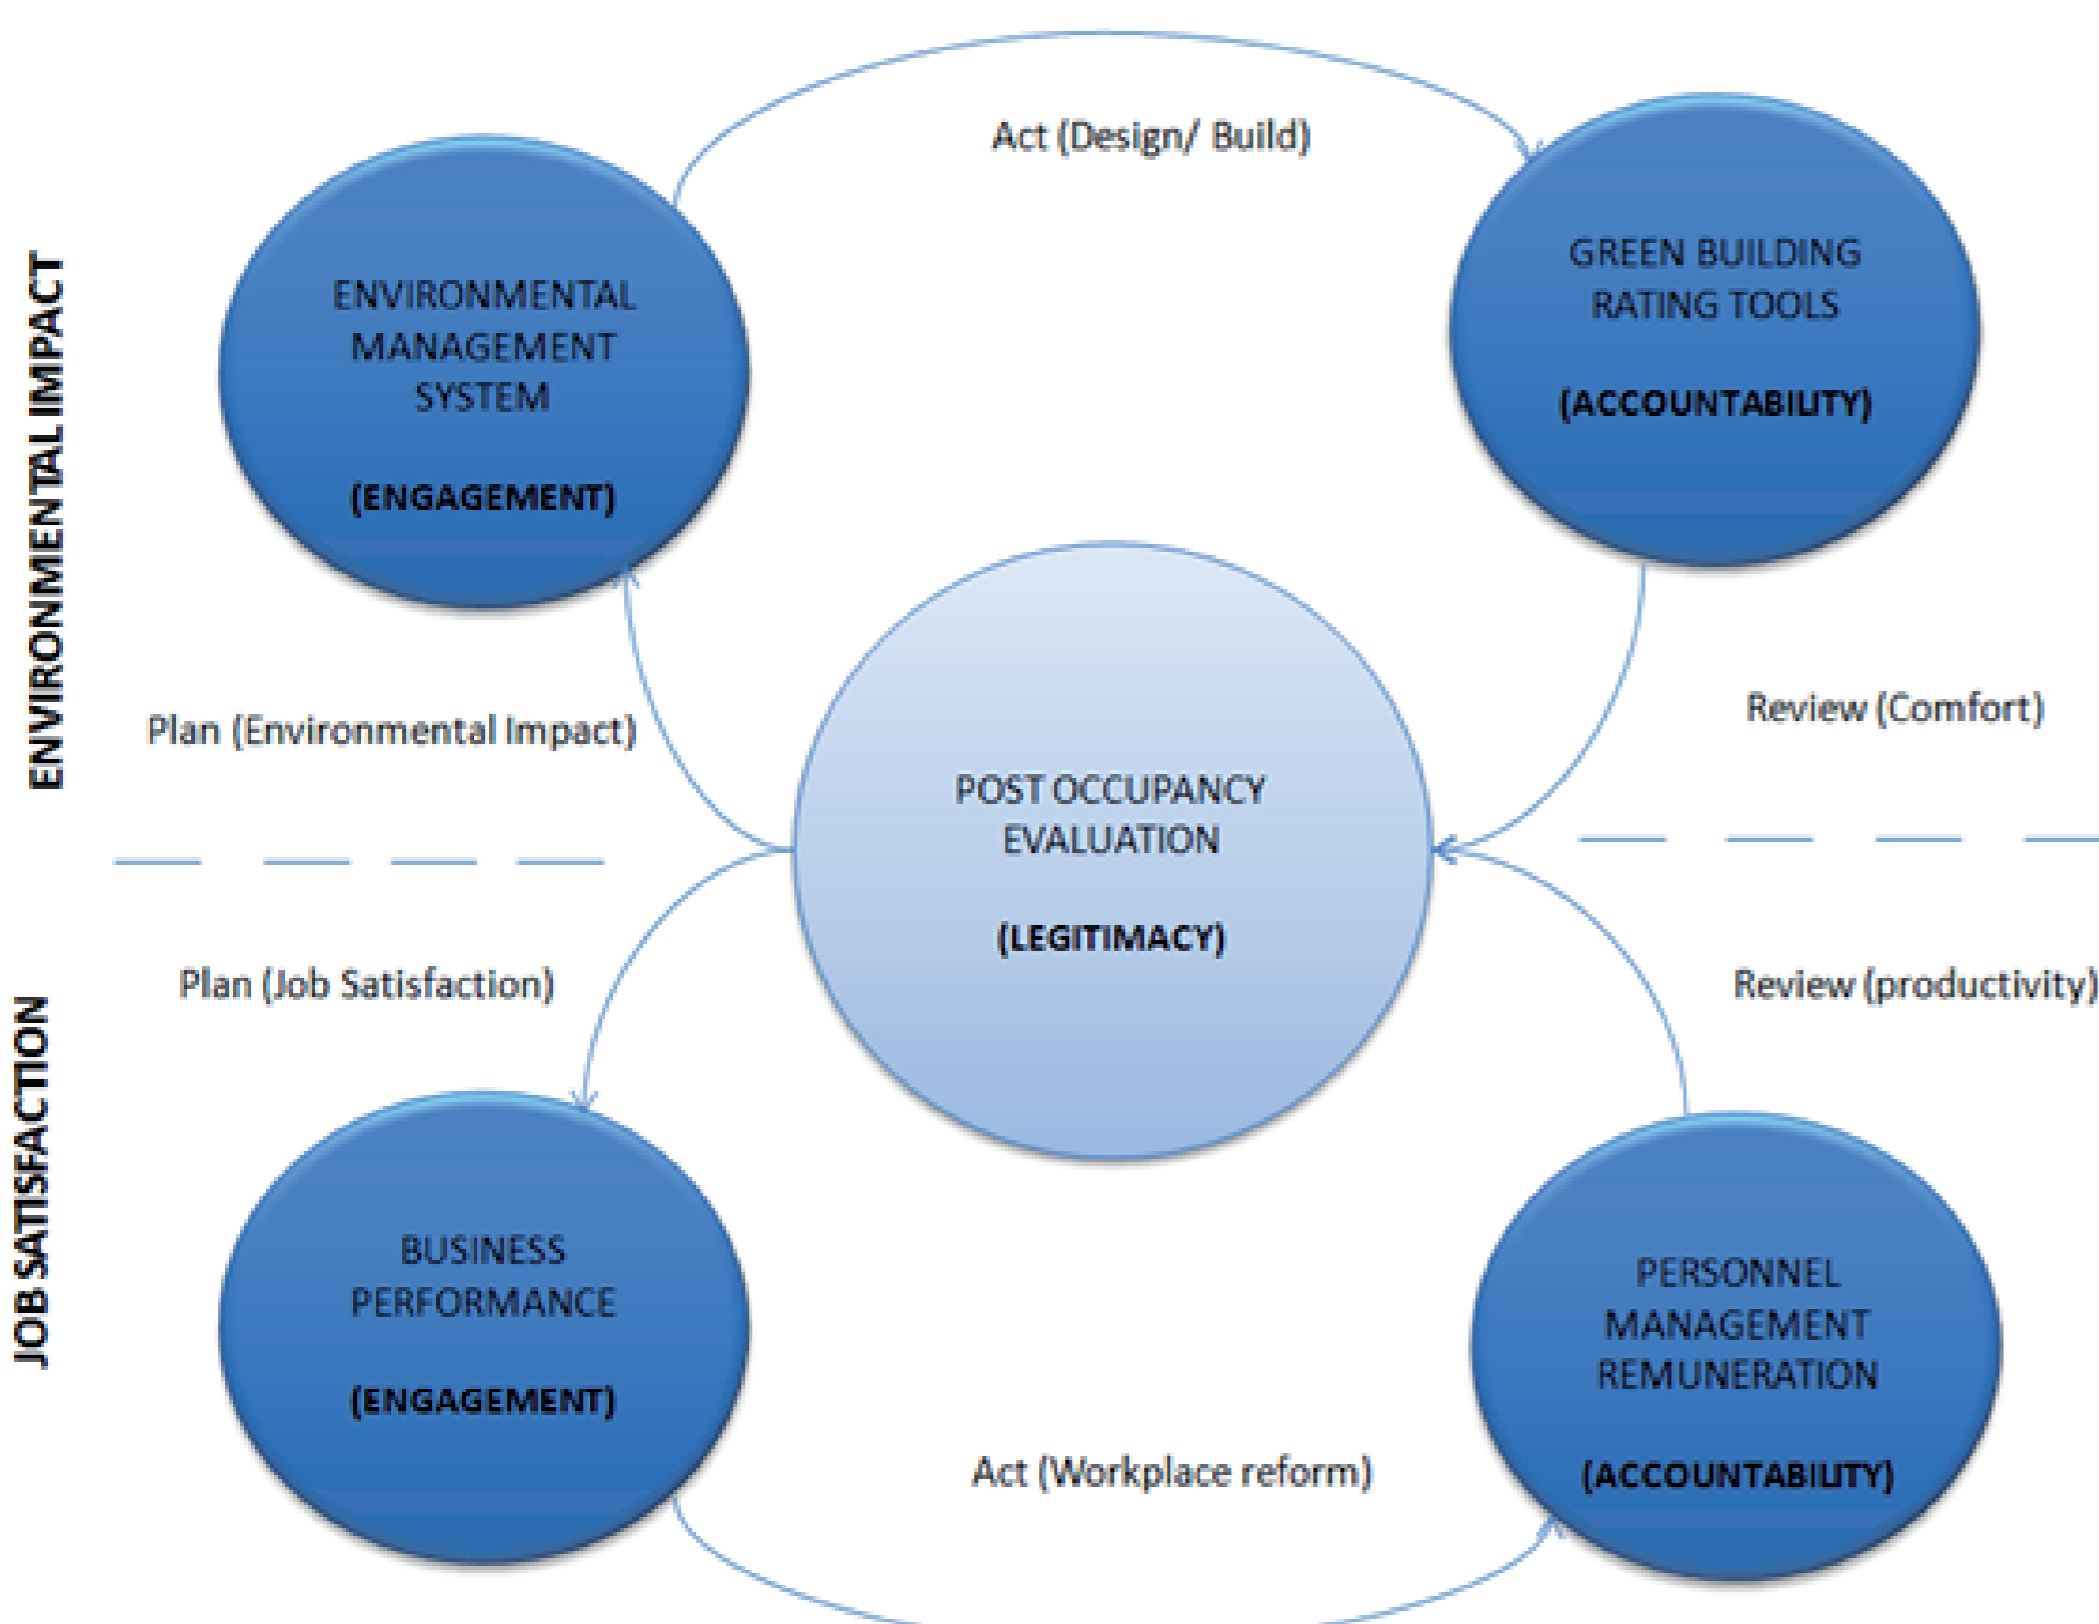 ENVIRONMENTAL IMPACT
Act (Design/ Build)
ENVIRONMENTAL
MANAGEMENT
SYSTEM
(ENGAGEMENT)
GREEN BUILDING
RATING TOOLS
(ACCOUNTABILITY)
Plan (Environmental Impact)
Review (Comfort)
POST OCCUPANCY
EVALUATION
(LEGITIMACY)
JOB SATISFACTION
Plan (Job Satisfaction)
Review (productivity)
BUSINESS
PERFORMANCE
(ENGAGEMENT)
PERSONNEL
MANAGEMENT
REMUNERATION
(ACCOUNTABILITY)
Act (Workplace reform)